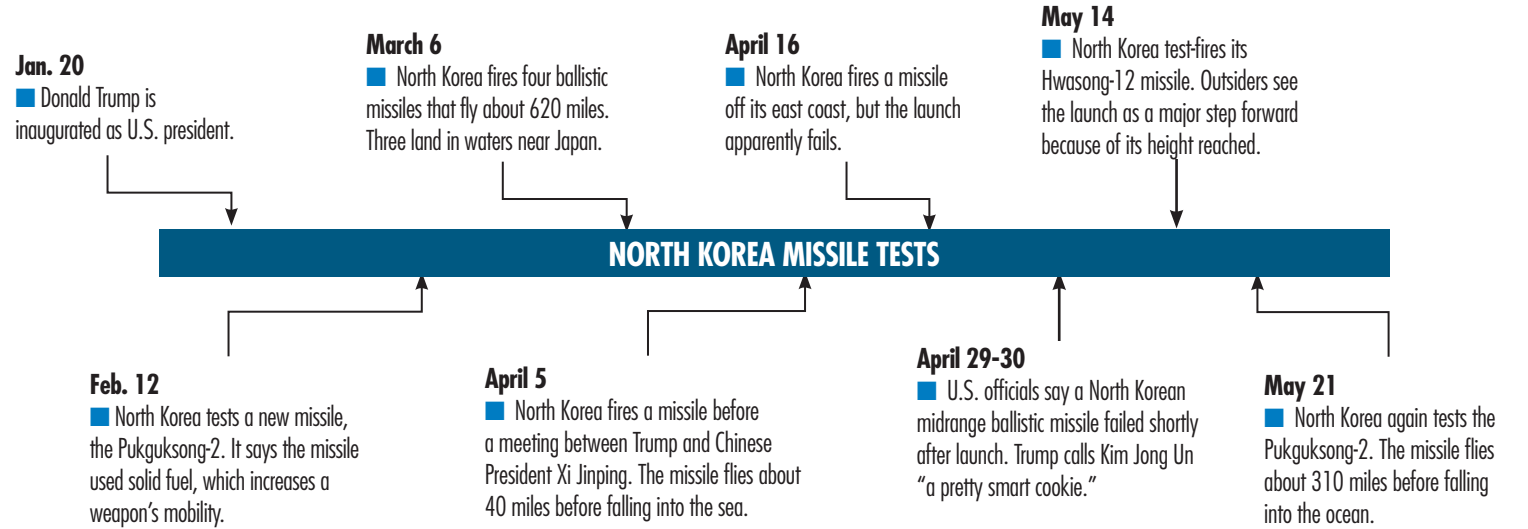 Jan. 20
Donald Trump is
inaugurated as U.S. president.
March 6
North Korea fires four ballistic
missiles that fly about 620 miles.
Three land in waters near Japan.
April 16
North Korea fires a missile
off its east coast, but the launch
apparently fails.
May 14
North Korea test-fires its
Hwasong-12 missile. Outsiders see
the launch as a major step forward
because of its height reached.
NORTH KOREA MISSILE TESTS
Feb. 12
North Korea tests a new missile,
the Pukguksong-2. It says the missile
used solid fuel, which increases a
weapon’s mobility.
April 5
North Korea fires a missile before
a meeting between Trump and Chinese
President Xi Jinping. The missile flies about
40 miles before falling into the sea.
April 29-30
U.S. officials say a North Korean
midrange ballistic missile failed shortly
after launch. Trump calls Kim Jong Un
“a pretty smart cookie.”
May 21
North Korea again tests the
Pukguksong-2. The missile flies
about 310 miles before falling
into the ocean.